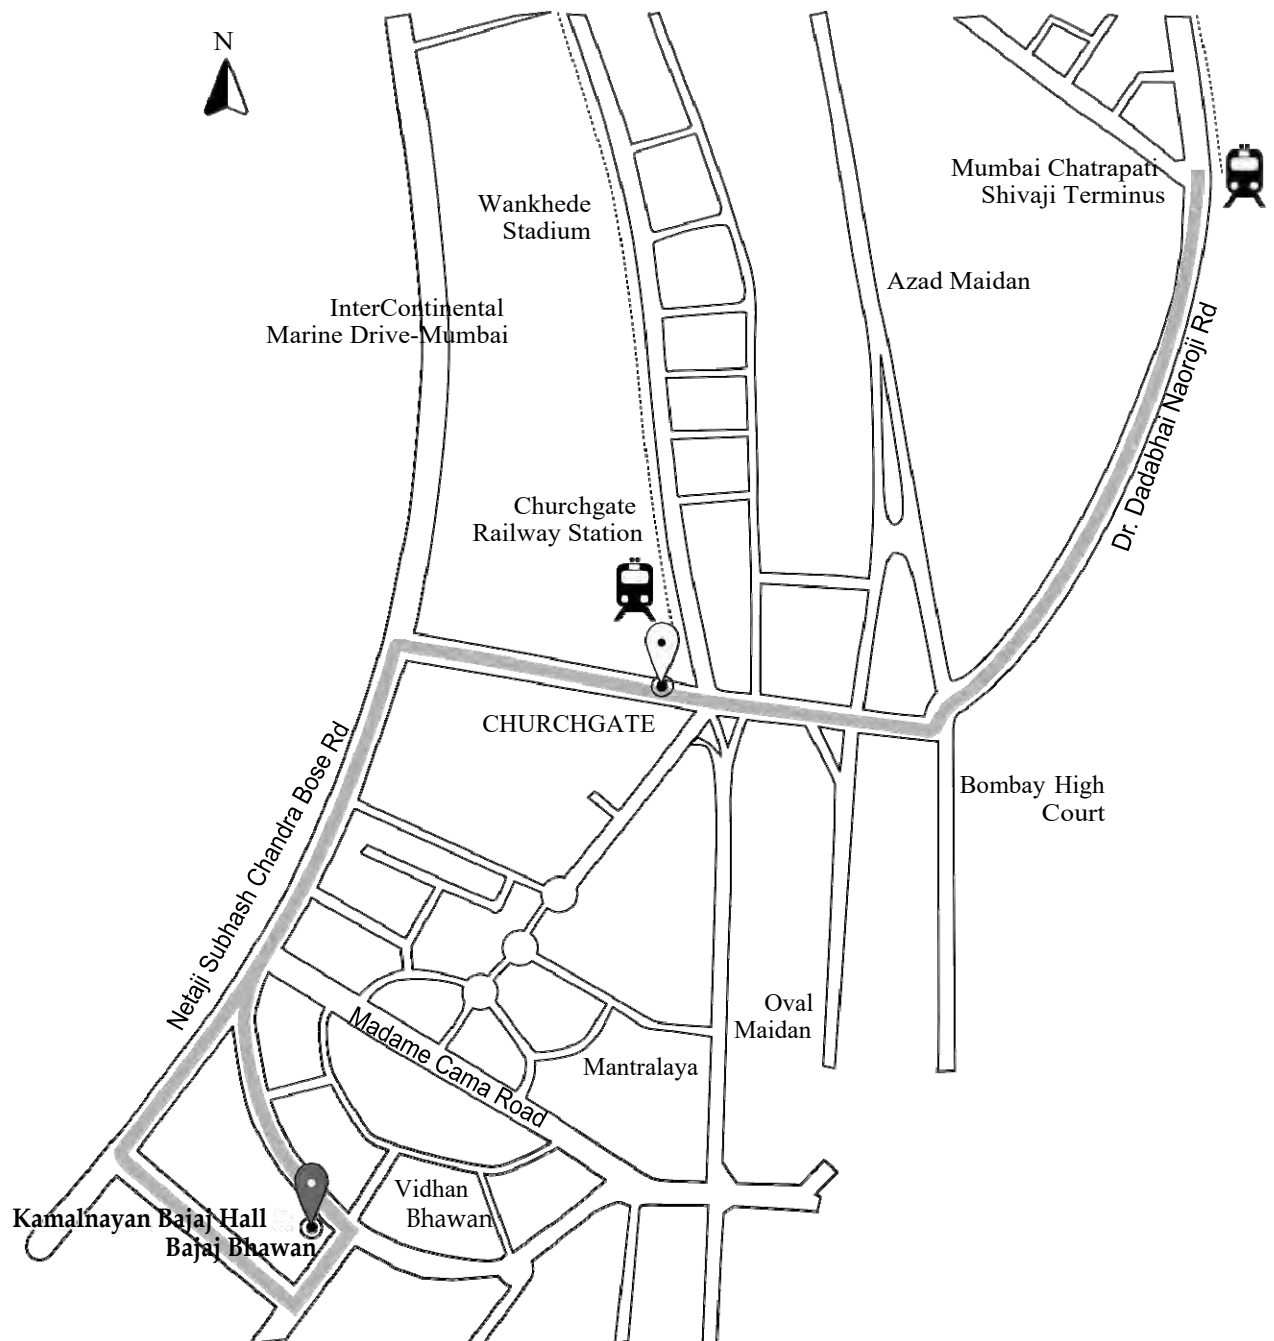 N
Mumbai Chatrapati
Shivaji Terminus
Wankhede
Stadium
Azad Maidan
InterContinental
Marine Drive-Mumbai
Dr. Dadabhai Naoroji Rd
Churchgate
Railway Station
CHURCHGATE
Netaji Subhash Chandra Bose Rd
Bombay High
Court
Oval
Maidan
Madame Cama Road
Mantralaya
Vidhan
Bhawan
Kamalnayan Bajaj Hall
Bajaj Bhawan